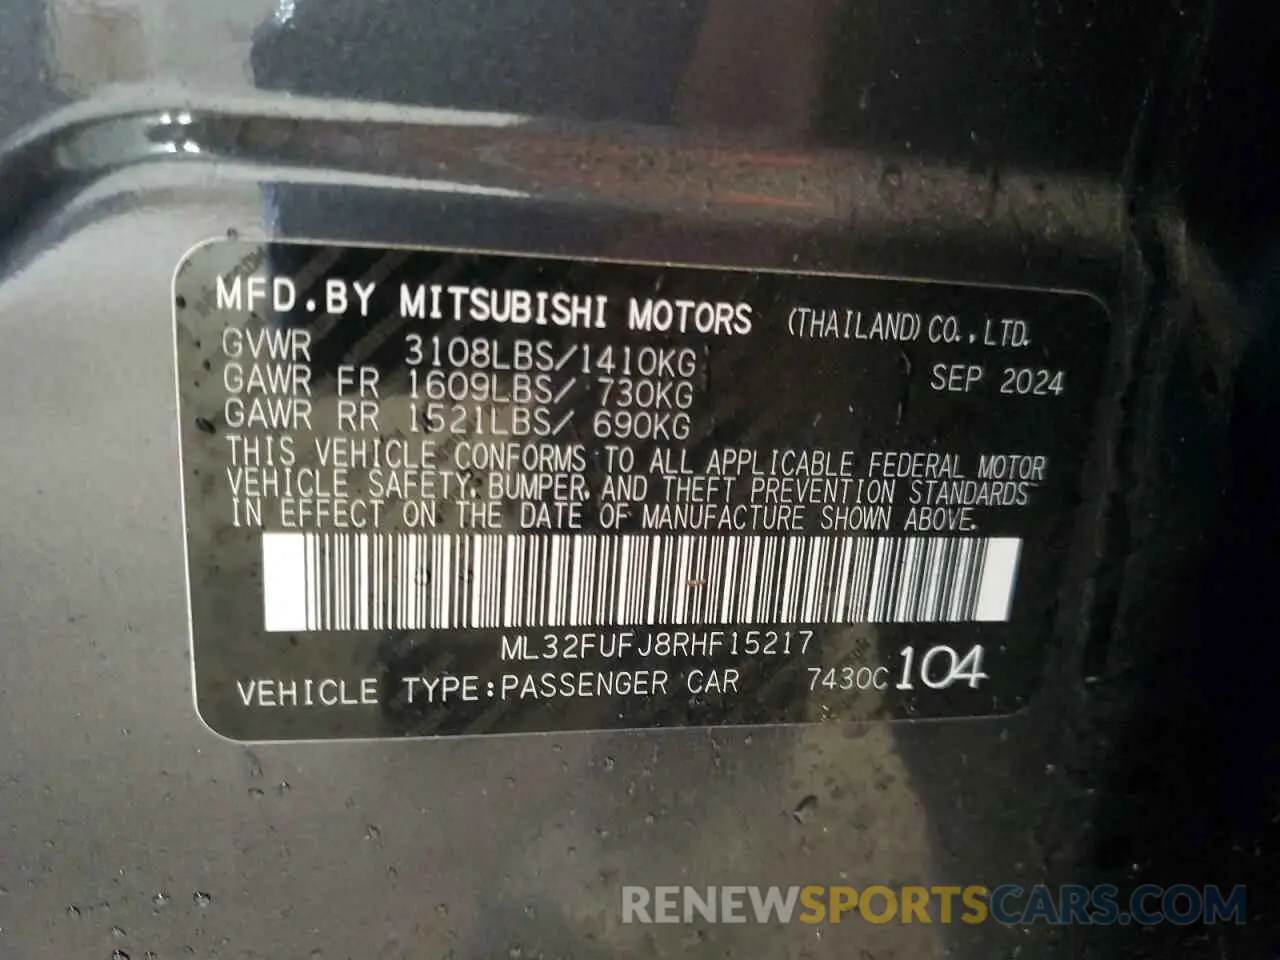 MFD.BY MITSUBISHI MOTORS (THAILAND) CO.,LTD.
GVWR 3108LBS/1410KG SEP 2024
GAWR FR 1609LBS/ 730KG
GAWR RR 1521LBS/ 690KG
THIS VEHICLE CONFORMS TO ALL APPLICABLE FEDERAL MOTOR
VEHICLE SAFETY, BUMPER, AND THEFT PREVENTION STANDARDS
IN EFFECT ON THE DATE OF MANUFACTURE SHOWN ABOVE.
ML32FUFJ8RHF15217
VEHICLE TYPE:PASSENGER CAR 7430C 104
RENEWSPORTSCARS.COM